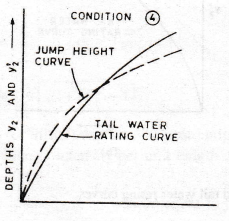 CONDITION ④
JUMP HEIGHT
CURVE
TAIL WATER
RATING CURVE
DEPTHS y₂ AND y₂'